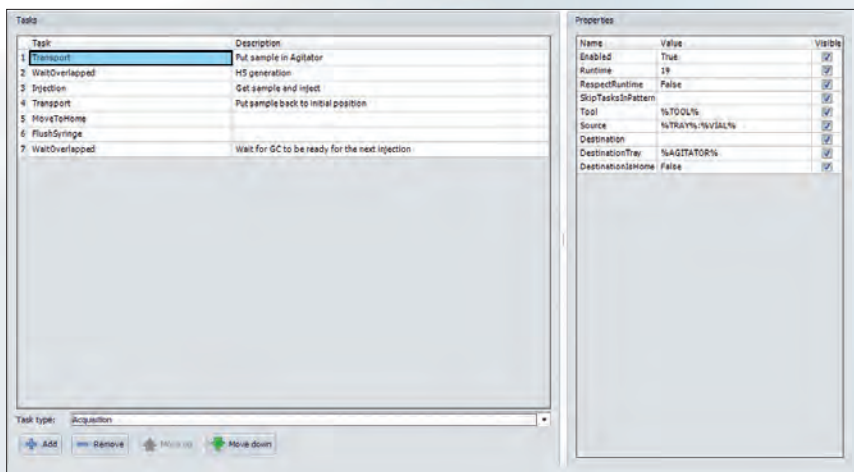 Tasks
Task Description
1 Transport Put sample in Agitator
2 WaitOverlapped HS generation
3 Injection Get sample and inject
4 Transport Put sample back to initial position
5 MoveToHome
6 FlushSyringe
7 WaitOverlapped Wait for GC to be ready for the next injection
Task type: Acquisition
Add Remove Move up Move down
Properties
Name Value Visible
Enabled True
Runtime 19
RespectRuntime False
SkipTasksInPattern
Tool %TOOL%
Source %TRAY%:%VIAL%
Destination
DestinationTray %AGITATOR%
DestinationIsHome False